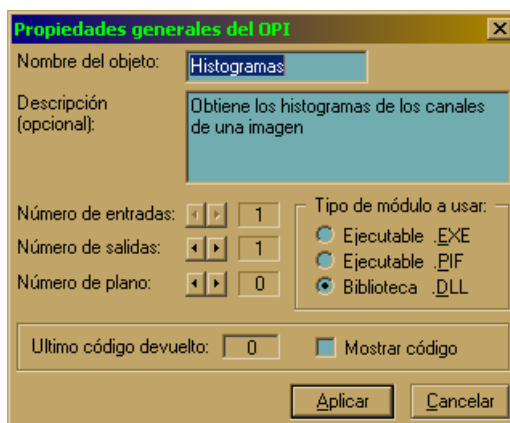 Propiedades generales del OPI
Nombre del objeto: Histogramas
Descripción (opcional):
Obtiene los histogramas de los canales
de una imagen
Número de entradas: 1
Número de salidas: 1
Número de plano: 0
Tipo de módulo a usar:
Ejecutable .EXE
Ejecutable .PIF
Biblioteca .DLL
Ultimo código devuelto: 0
Mostrar código
Aplicar
Cancelar